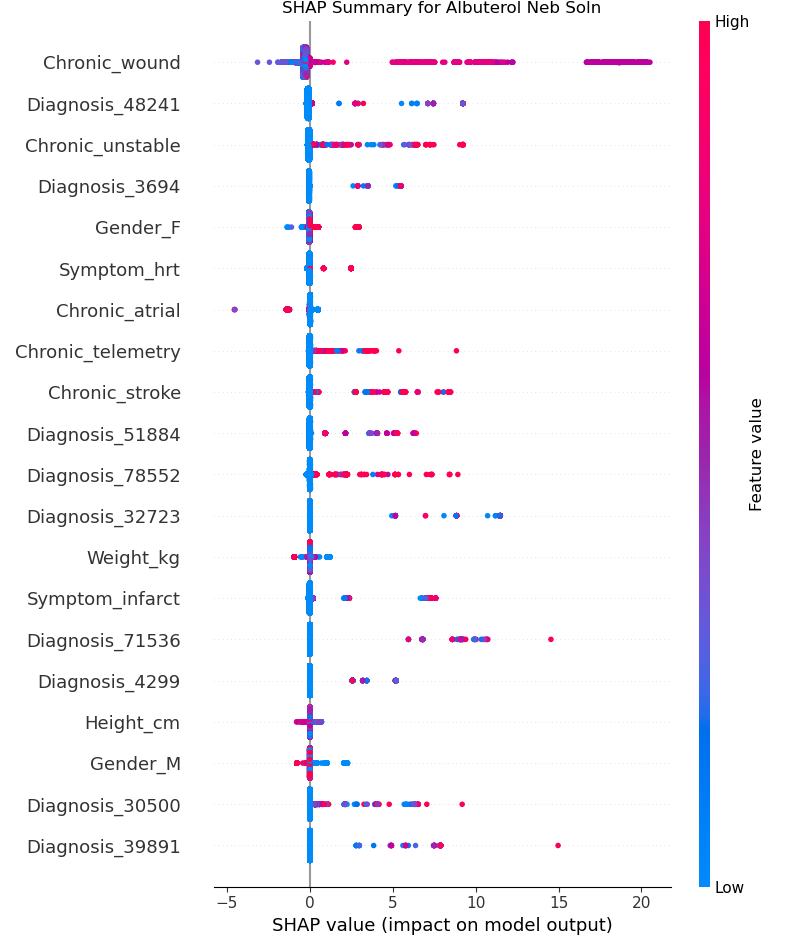 SHAP Summary for Albuterol Neb Soln
High
Chronic_wound
Diagnosis_48241
Chronic_unstable
Diagnosis_3694
Gender_F
Symptom_hrt
Chronic_atrial
Chronic_telemetry
Chronic_stroke
Diagnosis_51884
Diagnosis_78552
Diagnosis_32723
Weight_kg
Symptom_infarct
Diagnosis_71536
Diagnosis_4299
Height_cm
Gender_M
Diagnosis_30500
Diagnosis_39891
Feature value
Low
−5 0 5 10 15 20
SHAP value (impact on model output)